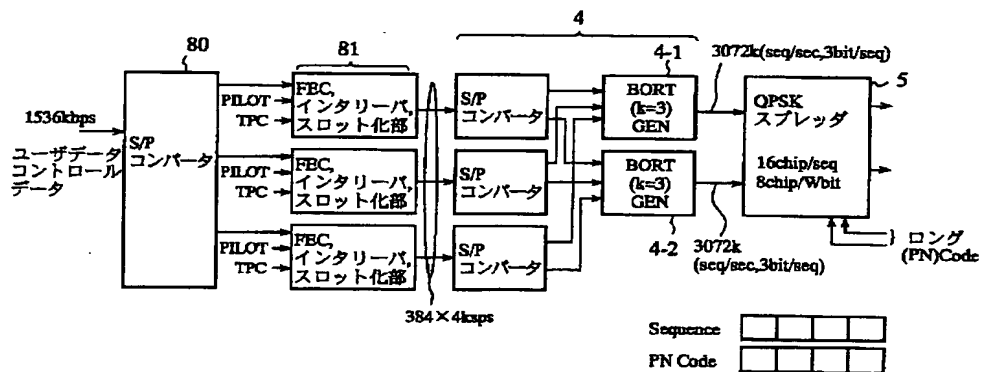 80
1536kbps
ユーザデータ
コントロール
データ
S/P
コンバータ
81
PILOT
TPC
FEC,
インタリーバ,
スロット化部
PILOT
TPC
FEC,
インタリーバ,
スロット化部
PILOT
TPC
FEC,
インタリーバ,
スロット化部
384×4ksps
4
S/P
コンバータ
S/P
コンバータ
S/P
コンバータ
4-1
BORT
(k=3)
GEN
BORT
(k=3)
GEN
4-2
3072k(seq/sec,3bit/seq)
3072k
(seq/sec,3bit/seq)
5
QPSK
スプレッダ
16chip/seq
8chip/Wbit
ロング
(PN)Code
Sequence
PN Code